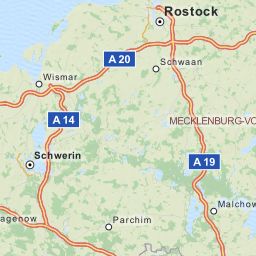 Rostock
A 20
Schwaan
Wismar
A 14
MECKLENBURG-VO
Schwerin
A 19
Malchow
agenow
Parchim